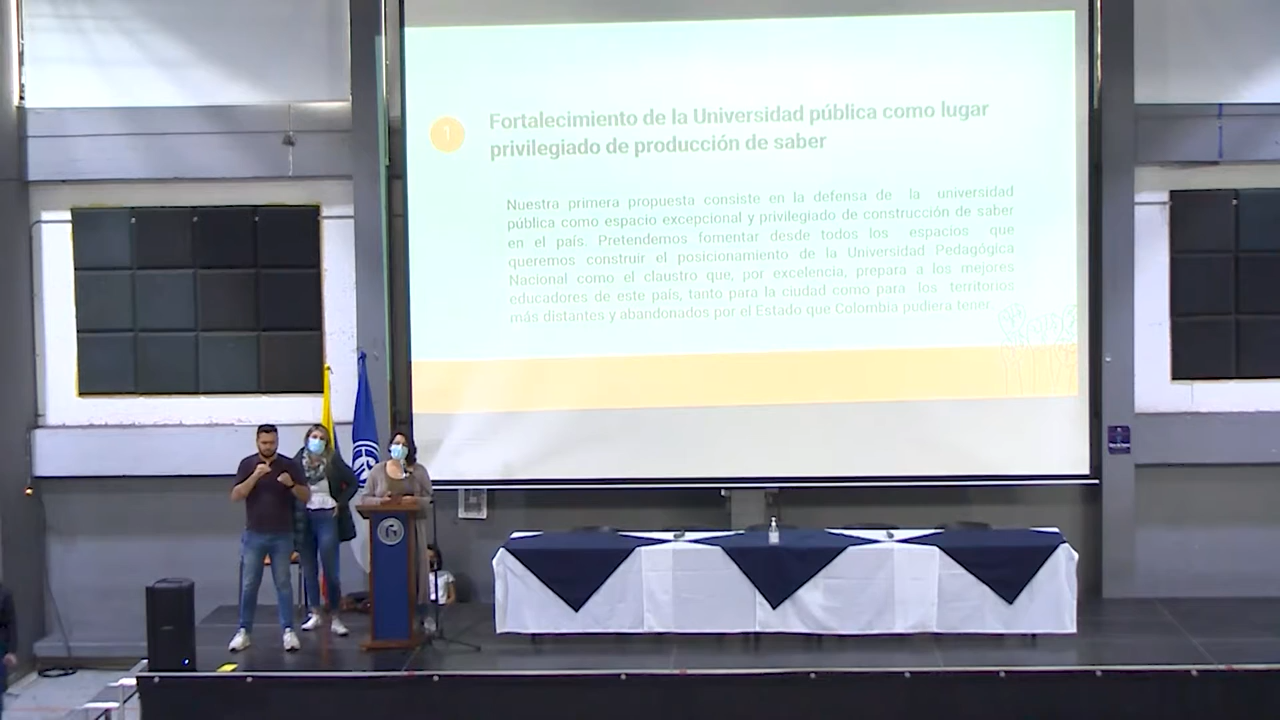 1
Fortalecimiento de la Universidad pública como lugar
privilegiado de producción de saber
Nuestra primera propuesta consiste en la defensa de la universidad
pública como espacio excepcional y privilegiado de construcción de saber
en el país. Pretendemos fomentar desde todos los espacios que
queremos construir el posicionamiento de la Universidad Pedagógica
Nacional como el claustro que, por excelencia, prepara a los mejores
educadores de este país, tanto para la ciudad como para los territorios
más distantes y abandonados por el Estado que Colombia pudiera tener.